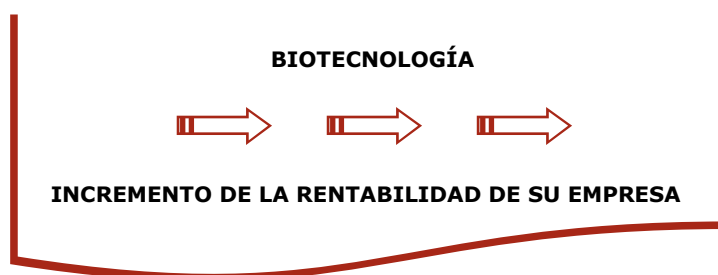 BIOTECNOLOGÍA
INCREMENTO DE LA RENTABILIDAD DE SU EMPRESA